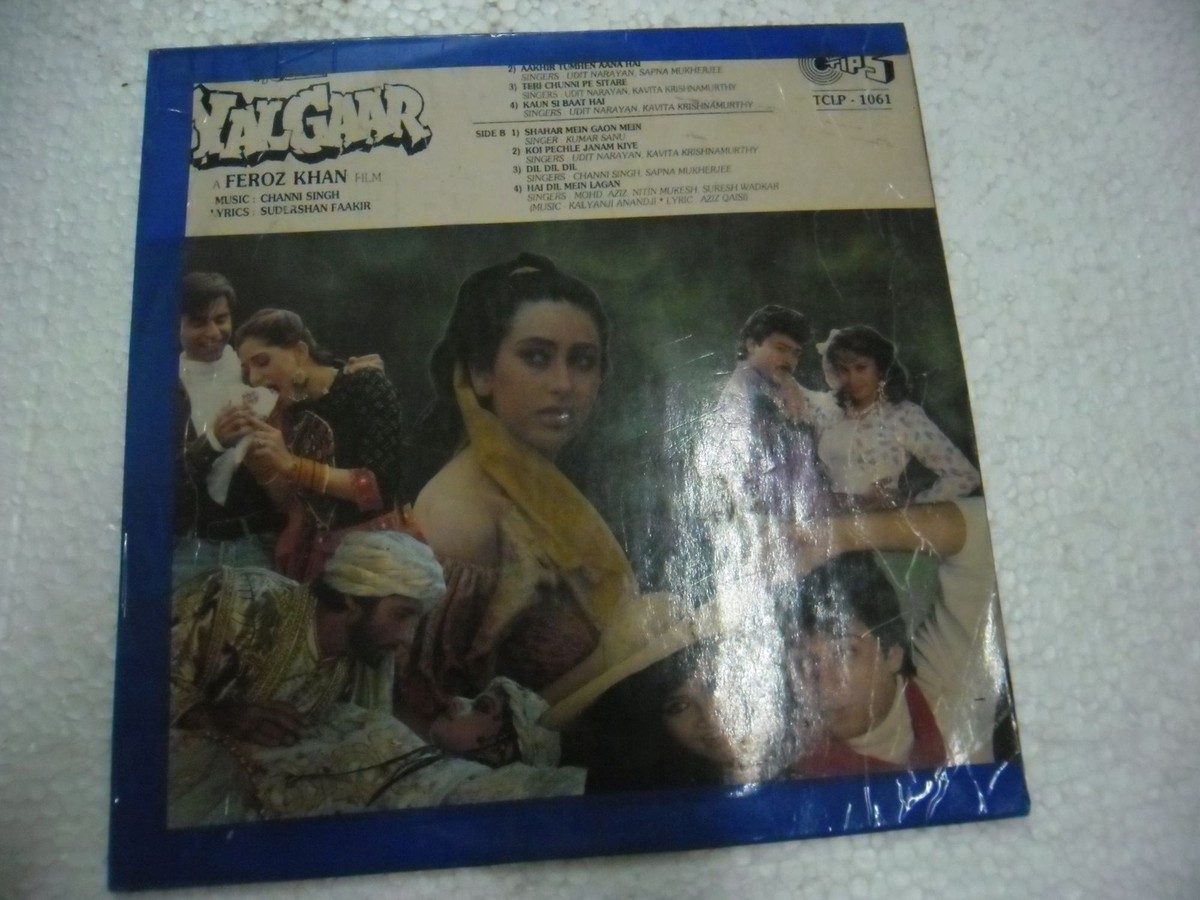 YALGAAR
A FEROZ KHAN FILM
MUSIC : CHANNI SINGH
LYRICS : SUDERSHAN FAAKIR
2) AAKHIR TUMHEN AANA HAI
SINGERS : UDIT NARAYAN, SAPNA MUKHERJEE
3) TERI CHUNNI PE SITARE
SINGERS : UDIT NARAYAN, KAVITA KRISHNAMURTHY
4) KAUN SI BAAT HAI
SINGERS : UDIT NARAYAN, KAVITA KRISHNAMURTHY
SIDE B 1) SHAHAR MEIN GAON MEIN
SINGER : KUMAR SANU
2) KOI PECHLE JANAM KIYE
SINGERS : UDIT NARAYAN, KAVITA KRISHNAMURTHY
3) DIL DIL DIL
SINGERS : CHANNI SINGH, SAPNA MUKHERJEE
4) HAI DIL MEIN LAGAN
SINGERS : MOHD. AZIZ, NITIN MUKESH, SURESH WADKAR
(MUSIC : KALYANJI ANANDJI * LYRIC : AZIZ QAISI)
TIPS
TCLP - 1061